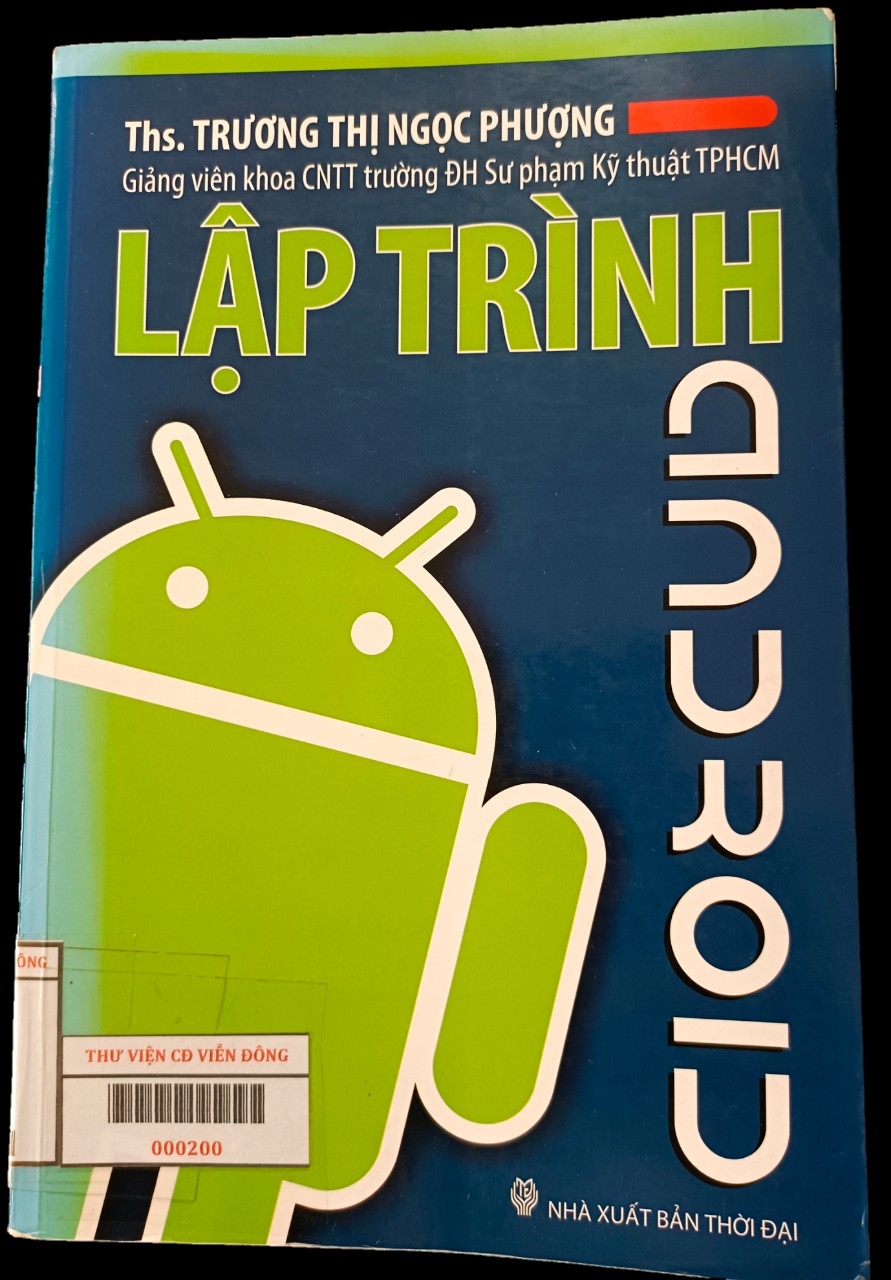 Ths. TRƯƠNG THỊ NGỌC PHƯỢNG
Giảng viên khoa CNTT trường ĐH Sư phạm Kỹ thuật TPHCM
LẬP TRÌNH
ANDROID
ÔNG
THƯ VIỆN CĐ VIỄN ĐÔNG
000200
NHÀ XUẤT BẢN THỜI ĐẠI